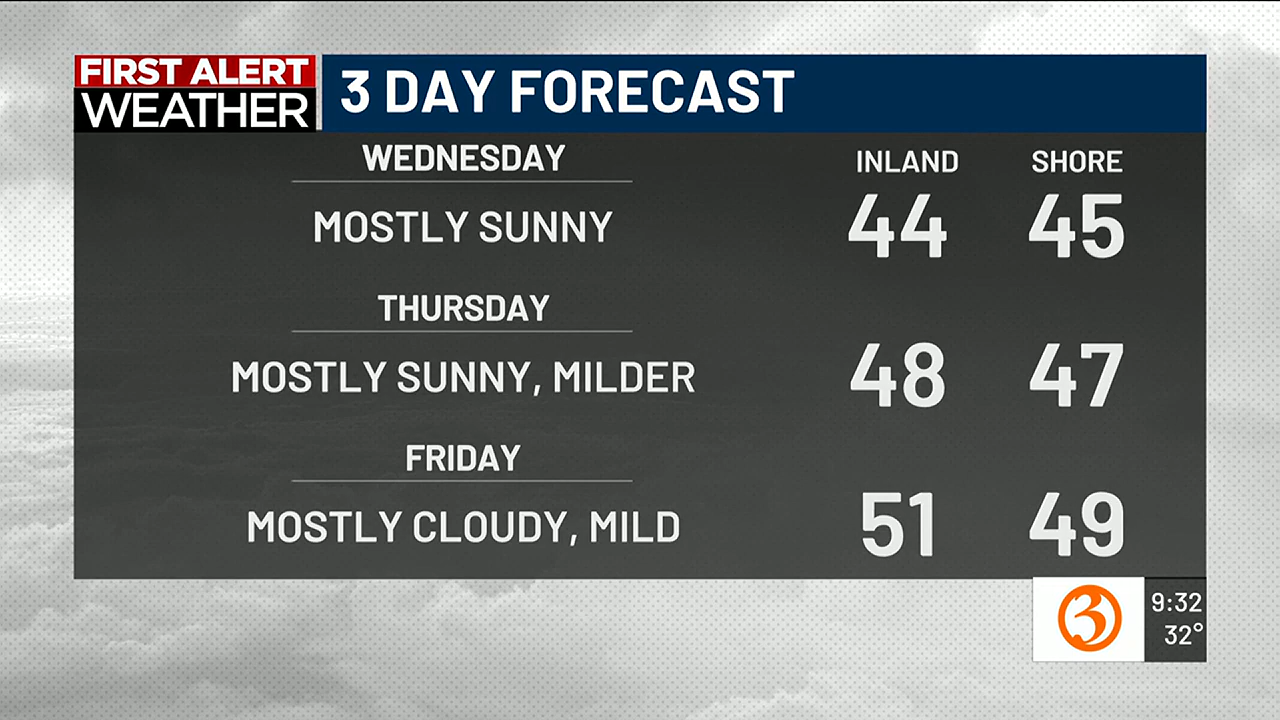 FIRST ALERT
WEATHER
3 DAY FORECAST
WEDNESDAY
INLAND SHORE
MOSTLY SUNNY 44 45
THURSDAY
MOSTLY SUNNY, MILDER 48 47
FRIDAY
MOSTLY CLOUDY, MILD 51 49
3
9:32
32°